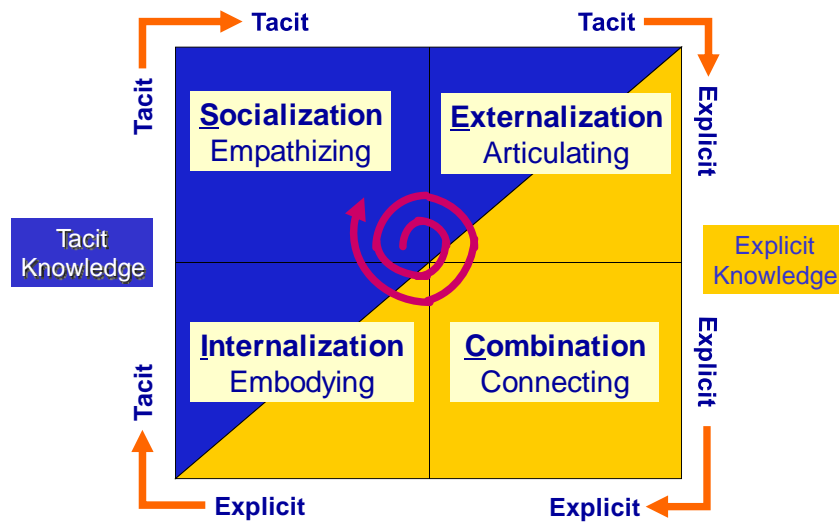 Tacit
Tacit
Tacit
Explicit
Socialization
Empathizing
Externalization
Articulating
Tacit
Knowledge
Explicit
Knowledge
Internalization
Embodying
Combination
Connecting
Tacit
Explicit
Explicit
Explicit